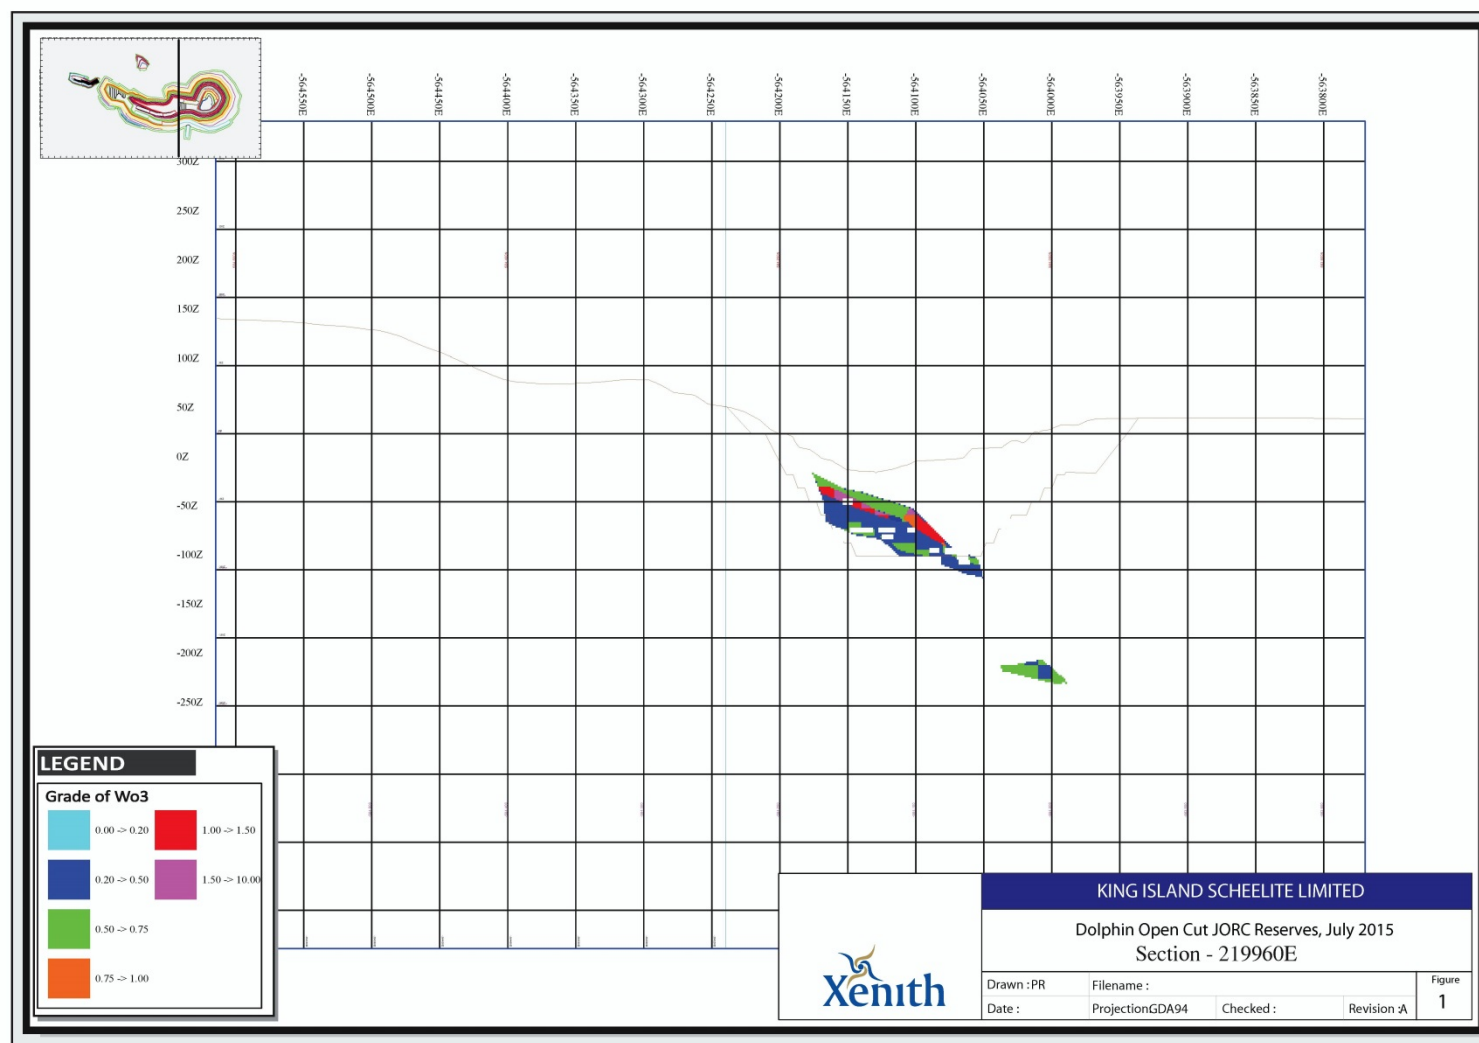 -564550E
-564500E
-564450E
-564400E
-564350E
-564300E
-564250E
-564200E
-564150E
-564100E
-564050E
-564000E
-563950E
-563900E
-563850E
-563800E
300Z
250Z
200Z
150Z
100Z
50Z
0Z
-50Z
-100Z
-150Z
-200Z
-250Z
LEGEND
Grade of Wo3
0.00 -> 0.20
1.00 -> 1.50
0.20 -> 0.50
1.50 -> 10.00
0.50 -> 0.75
0.75 -> 1.00
Xenith
KING ISLAND SCHEELITE LIMITED
Dolphin Open Cut JORC Reserves, July 2015
Section - 219960E
Drawn : PR
Filename :
Figure
1
Date :
Projection:GDA94
Checked :
Revision :A